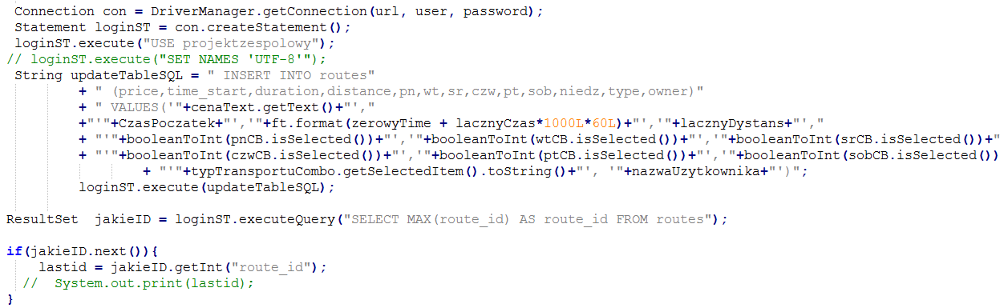 Connection con = DriverManager.getConnection(url, user, password);
Statement loginST = con.createStatement();
loginST.execute("USE projektzespolowy");
// loginST.execute("SET NAMES 'UTF-8'");
String updateTableSQL = " INSERT INTO routes"
+ " (price,time_start,duration,distance,pn,wt,sr,czw,pt,sob,niedz,type,owner)"
+ " VALUES('"+cenaText.getText()+"',"
+"'"+CzasPoczatek+"','"+ft.format(zerowyTime + lacznyCzas*1000L*60L)+"','"+lacznyDystans+"',"
+ "'"+booleanToInt(pnCB.isSelected())+"','"+booleanToInt(wtCB.isSelected())+"','"+booleanToInt(srCB.isSelected())+"
+ "'"+booleanToInt(czwCB.isSelected())+"','"+booleanToInt(ptCB.isSelected())+"','"+booleanToInt(sobCB.isSelected())
+ "'"+typTransportuCombo.getSelectedItem().toString()+"', '"+nazwaUzytkownika+"')";
loginST.execute(updateTableSQL);
ResultSet  jakieID = loginST.executeQuery("SELECT MAX(route_id) AS route_id FROM routes");
if(jakieID.next()){
lastid = jakieID.getInt("route_id");
//  System.out.print(lastid);
}